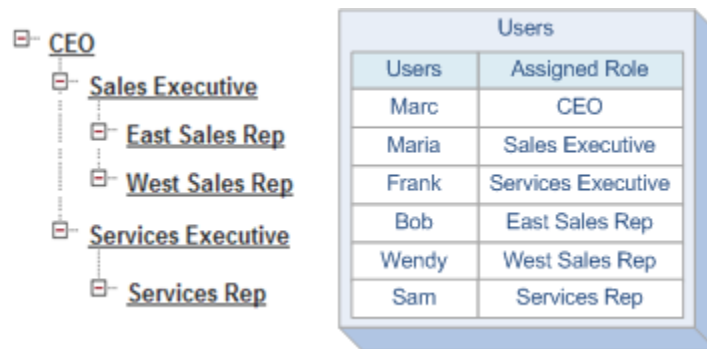 CEO
Sales Executive
East Sales Rep
West Sales Rep
Services Executive
Services Rep
Users
Users Assigned Role
Marc CEO
Maria Sales Executive
Frank Services Executive
Bob East Sales Rep
Wendy West Sales Rep
Sam Services Rep